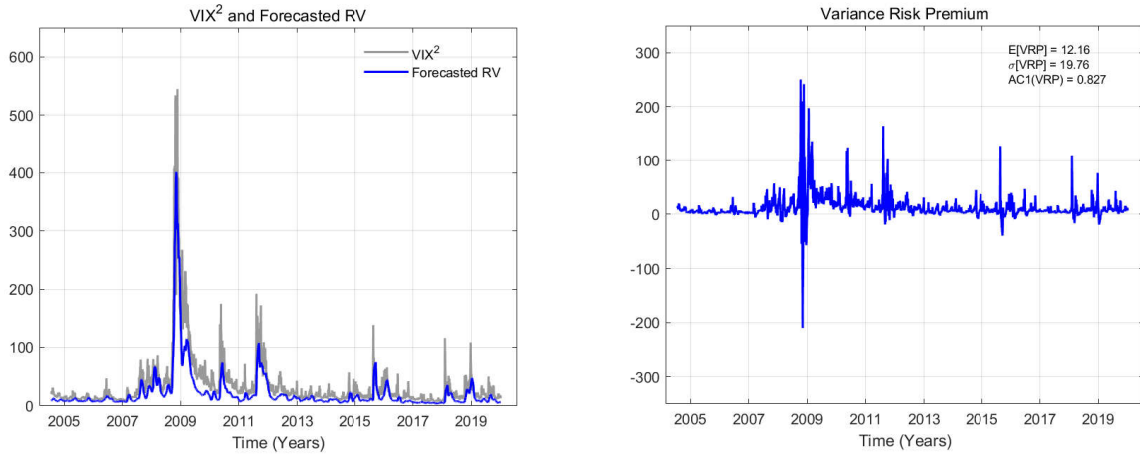 VIX² and Forecasted RV
600
500
400
300
200
100
0
VIX²
Forecasted RV
2005 2007 2009 2011 2013 2015 2017 2019
Time (Years)
Variance Risk Premium
300
200
100
0
-100
-200
-300
E[VRP] = 12.16
σ[VRP] = 19.76
AC1(VRP) = 0.827
2005 2007 2009 2011 2013 2015 2017 2019
Time (Years)